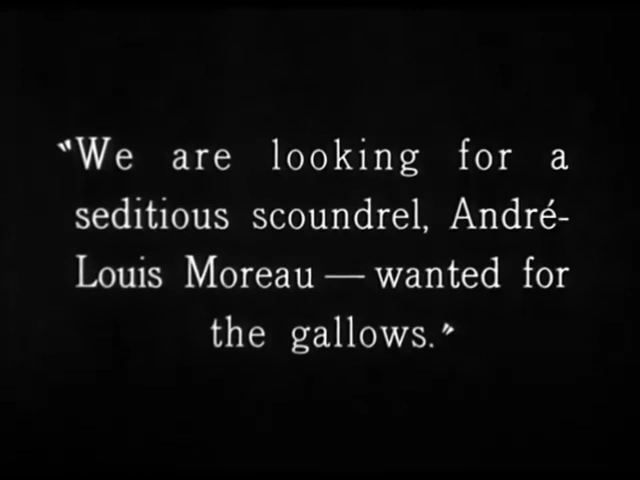 "We are looking for a
seditious scoundrel, André-
Louis Moreau — wanted for
the gallows."